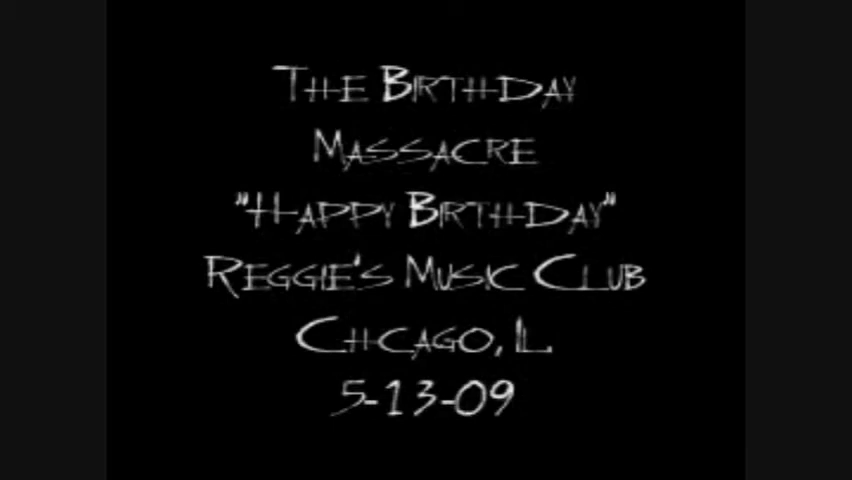 The Birthday
Massacre
"Happy Birthday"
Reggie's Music Club
Chicago, IL
5-13-09